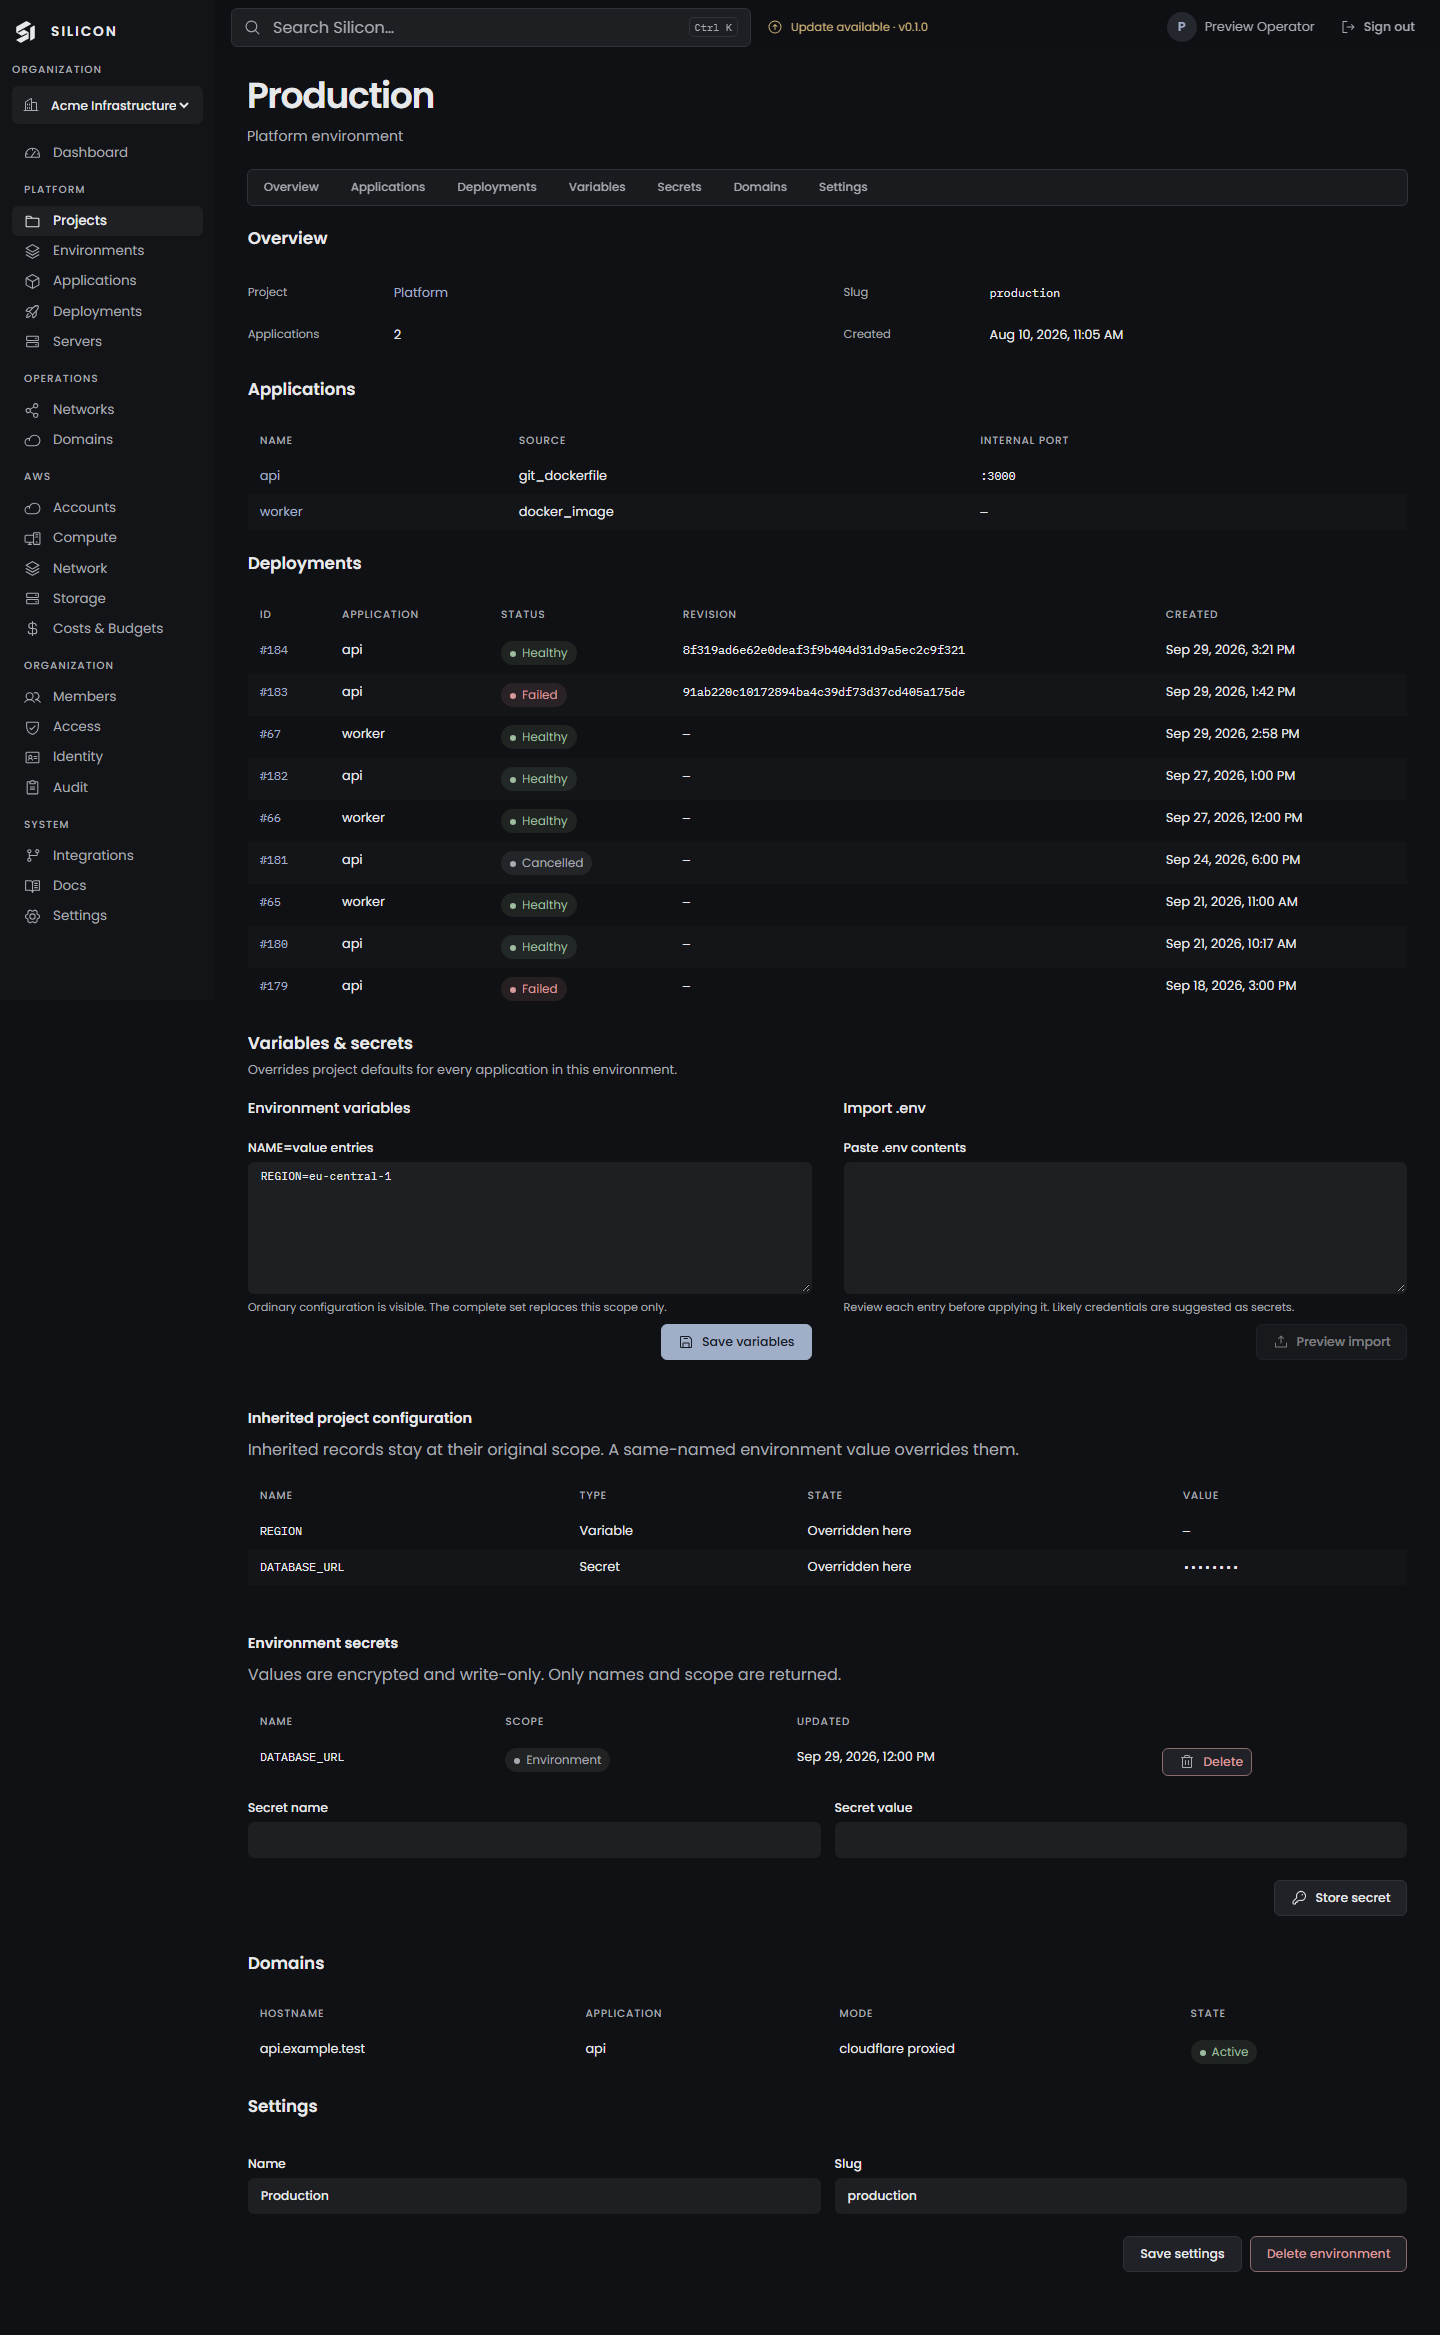 SILICON
Search Silicon...
Ctrl K
Update available · v0.1.0
P
Preview Operator
Sign out
ORGANIZATION
Acme Infrastructure
Dashboard
PLATFORM
Projects
Environments
Applications
Deployments
Servers
OPERATIONS
Networks
Domains
AWS
Accounts
Compute
Network
Storage
Costs & Budgets
ORGANIZATION
Members
Access
Identity
Audit
SYSTEM
Integrations
Docs
Settings
Production
Platform environment
Overview Applications Deployments Variables Secrets Domains Settings
Overview
Project Platform Slug production
Applications 2 Created Aug 10, 2026, 11:05 AM
Applications
NAME SOURCE INTERNAL PORT
api git_dockerfile :3000
worker docker_image –
Deployments
ID APPLICATION STATUS REVISION CREATED
#184 api Healthy 8f319ad6e62e0deaf3f9b404d31d9a5ec2c9f321 Sep 29, 2026, 3:21 PM
#183 api Failed 91ab220c10172894ba4c39df73d37cd405a175de Sep 29, 2026, 1:42 PM
#67 worker Healthy – Sep 29, 2026, 2:58 PM
#182 api Healthy – Sep 27, 2026, 1:00 PM
#66 worker Healthy – Sep 27, 2026, 12:00 PM
#181 api Cancelled – Sep 24, 2026, 6:00 PM
#65 worker Healthy – Sep 21, 2026, 11:00 AM
#180 api Healthy – Sep 21, 2026, 10:17 AM
#179 api Failed – Sep 18, 2026, 3:00 PM
Variables & secrets
Overrides project defaults for every application in this environment.
Environment variables
NAME=value entries
REGION=eu-central-1
Ordinary configuration is visible. The complete set replaces this scope only.
Save variables
Import .env
Paste .env contents
Review each entry before applying it. Likely credentials are suggested as secrets.
Preview import
Inherited project configuration
Inherited records stay at their original scope. A same-named environment value overrides them.
NAME TYPE STATE VALUE
REGION Variable Overridden here –
DATABASE_URL Secret Overridden here ••••••••
Environment secrets
Values are encrypted and write-only. Only names and scope are returned.
NAME SCOPE UPDATED
DATABASE_URL Environment Sep 29, 2026, 12:00 PM Delete
Secret name Secret value
Store secret
Domains
HOSTNAME APPLICATION MODE STATE
api.example.test api cloudflare proxied Active
Settings
Name Slug
Production production
Save settings Delete environment